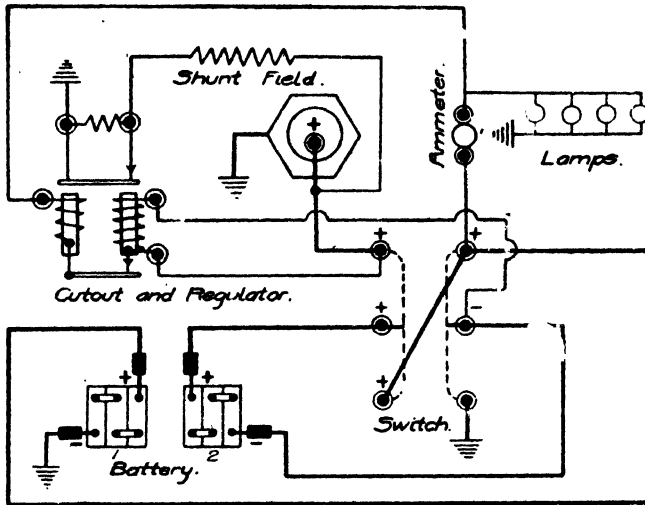 Shunt Field.
Ammeter.
Lamps.
+
+
+
Cutout and Regulator.
+
-
+
+
+
Switch.
-
-
1
2
Battery.